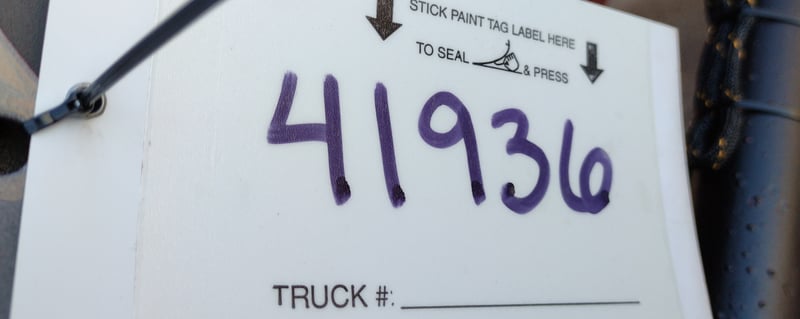 STICK PAINT TAG LABEL HERE
TO SEAL & PRESS
41936
TRUCK #: